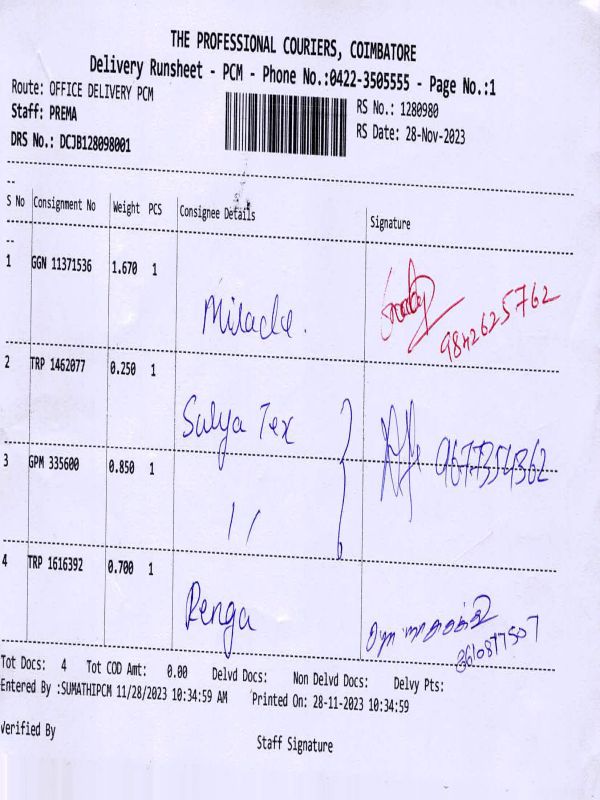 THE PROFESSIONAL COURIERS, COIMBATORE
Delivery Runsheet - PCM - Phone No.:0422-3505555 - Page No.:1
Route: OFFICE DELIVERY PCM
RS No.: 1280980
Staff: PREMA
RS Date: 28-Nov-2023
DRS No.: DCJB128098001
--
S No Consignment No Weight PCS Consignee Details Signature
--
1 GGN 11371536 1.670 1
Miracle. 9842625762
2 TRP 1462077 0.250 1
Surya Tex
3 GPM 335600 0.850 1 9677354362
11
4 TRP 1616392 0.700 1
Renga
Tot Docs: 4 Tot COD Amt: 0.00 Delvd Docs: Non Delvd Docs: Delvy Pts:
Entered By :SUMATHIPCM 11/28/2023 10:34:59 AM Printed On: 28-11-2023 10:34:59
Verified By
Staff Signature